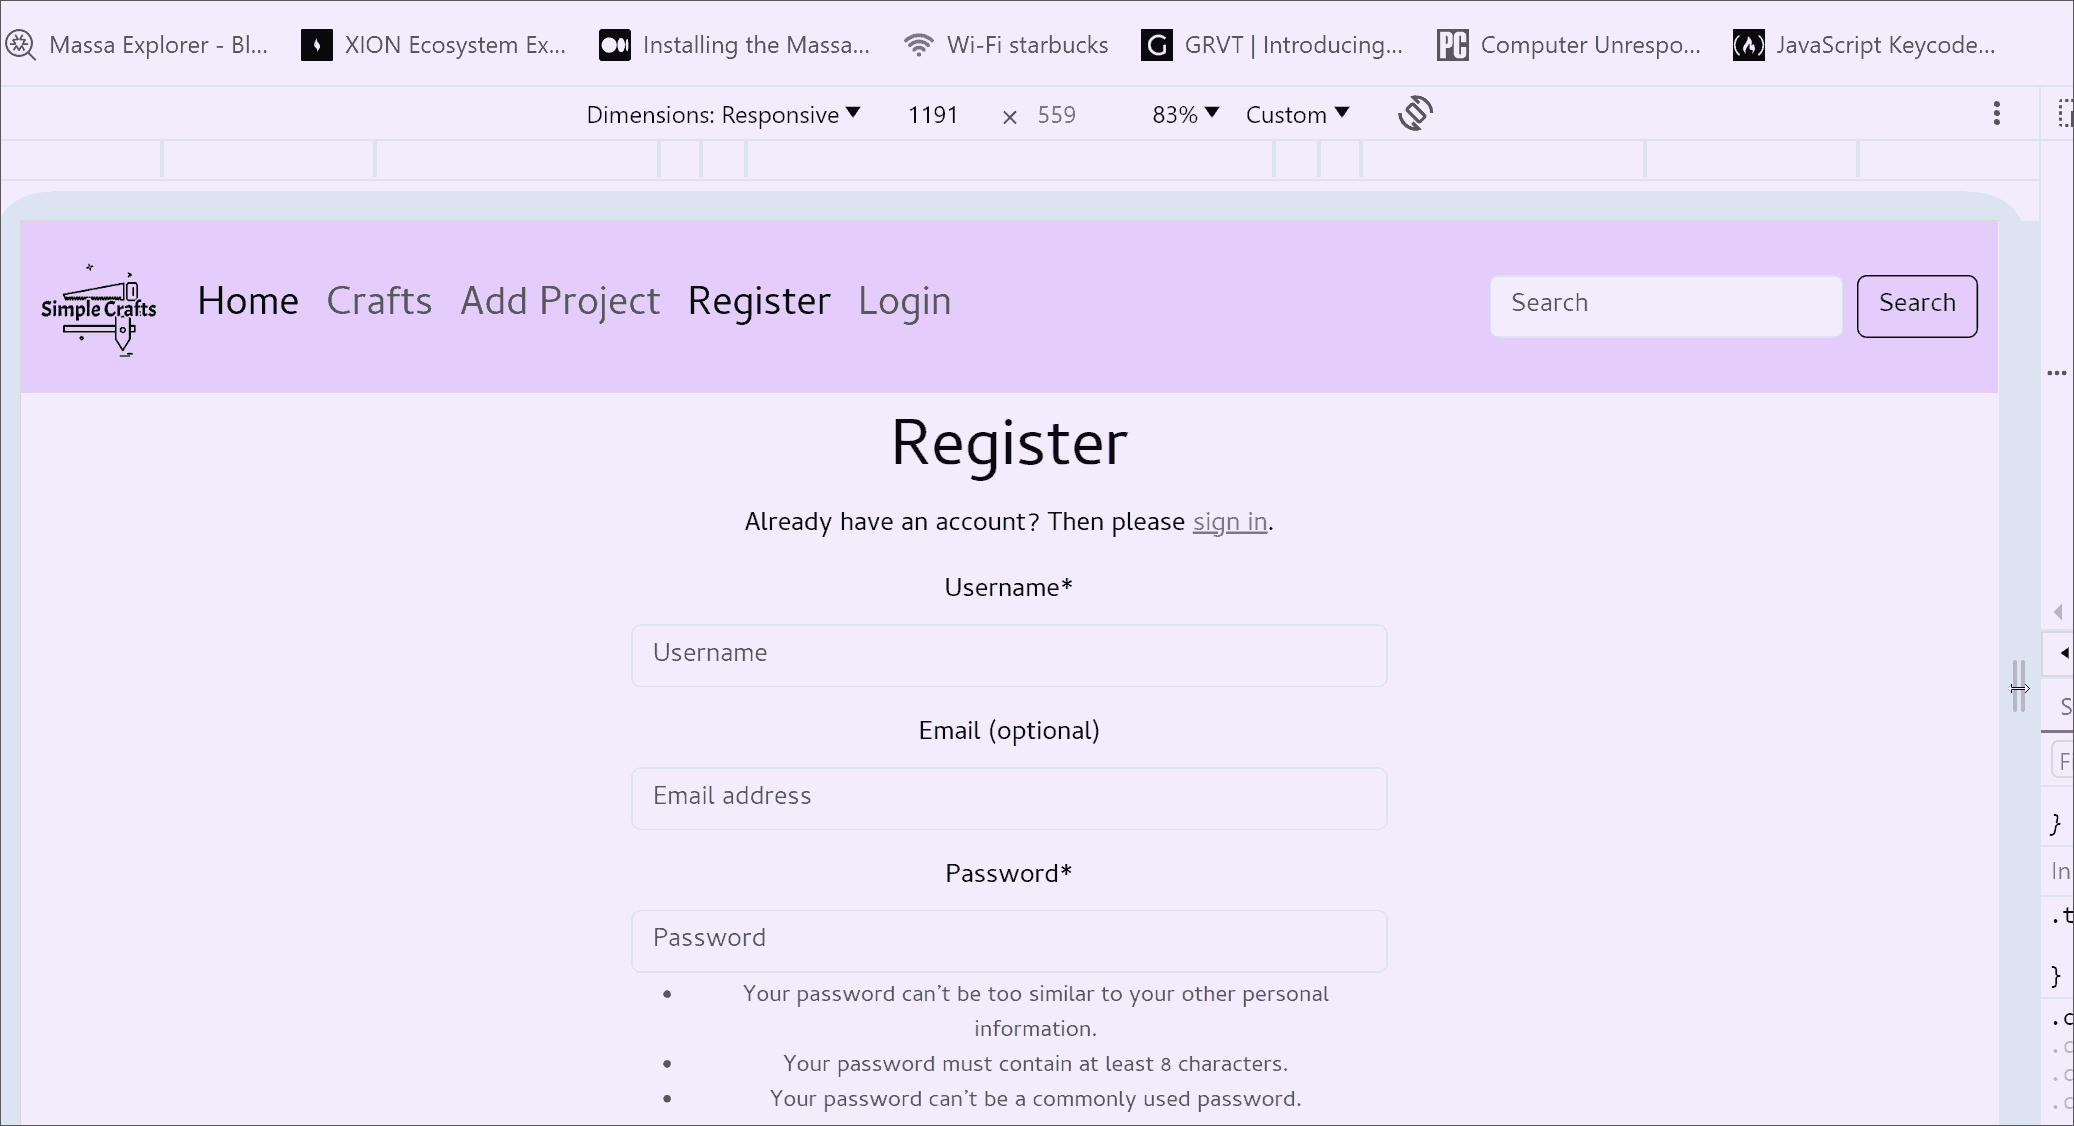 Massa Explorer - Bl...
XION Ecosystem Ex...
Installing the Massa...
Wi-Fi starbucks
G
GRVT | Introducing...
PC
Computer Unrespo...
JavaScript Keycode...
Dimensions: Responsive
1191
×
559
83%
Custom
Simple Crafts
Home
Crafts
Add Project
Register
Login
Search
Search
Register
Already have an account? Then please sign in.
Username*
Username
Email (optional)
Email address
Password*
Password
• Your password can't be too similar to your other personal
information.
• Your password must contain at least 8 characters.
• Your password can't be a commonly used password.
}
}